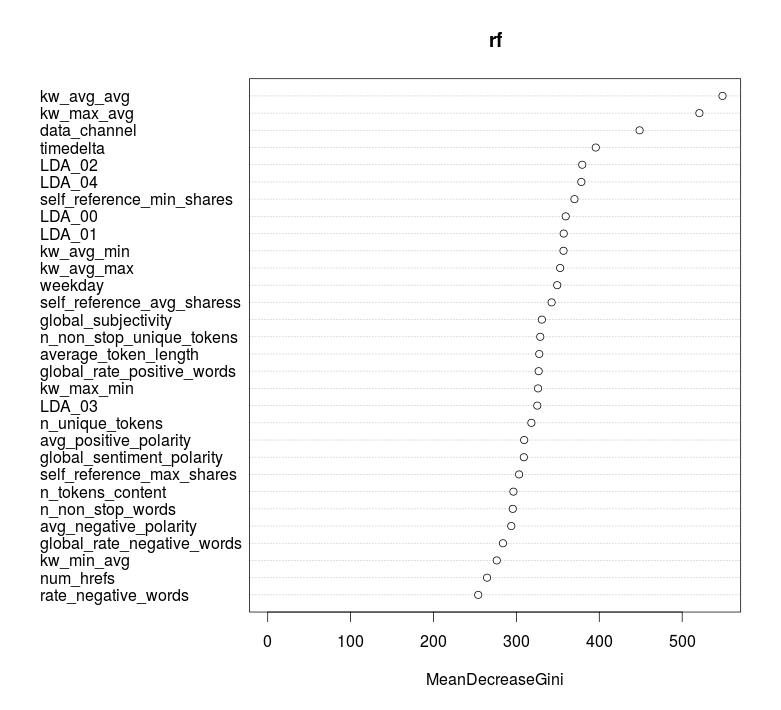 rf
kw_avg_avg
kw_max_avg
data_channel
timedelta
LDA_02
LDA_04
self_reference_min_shares
LDA_00
LDA_01
kw_avg_min
kw_avg_max
weekday
self_reference_avg_sharess
global_subjectivity
n_non_stop_unique_tokens
average_token_length
global_rate_positive_words
kw_max_min
LDA_03
n_unique_tokens
avg_positive_polarity
global_sentiment_polarity
self_reference_max_shares
n_tokens_content
n_non_stop_words
avg_negative_polarity
global_rate_negative_words
kw_min_avg
num_hrefs
rate_negative_words
0 100 200 300 400 500
MeanDecreaseGini